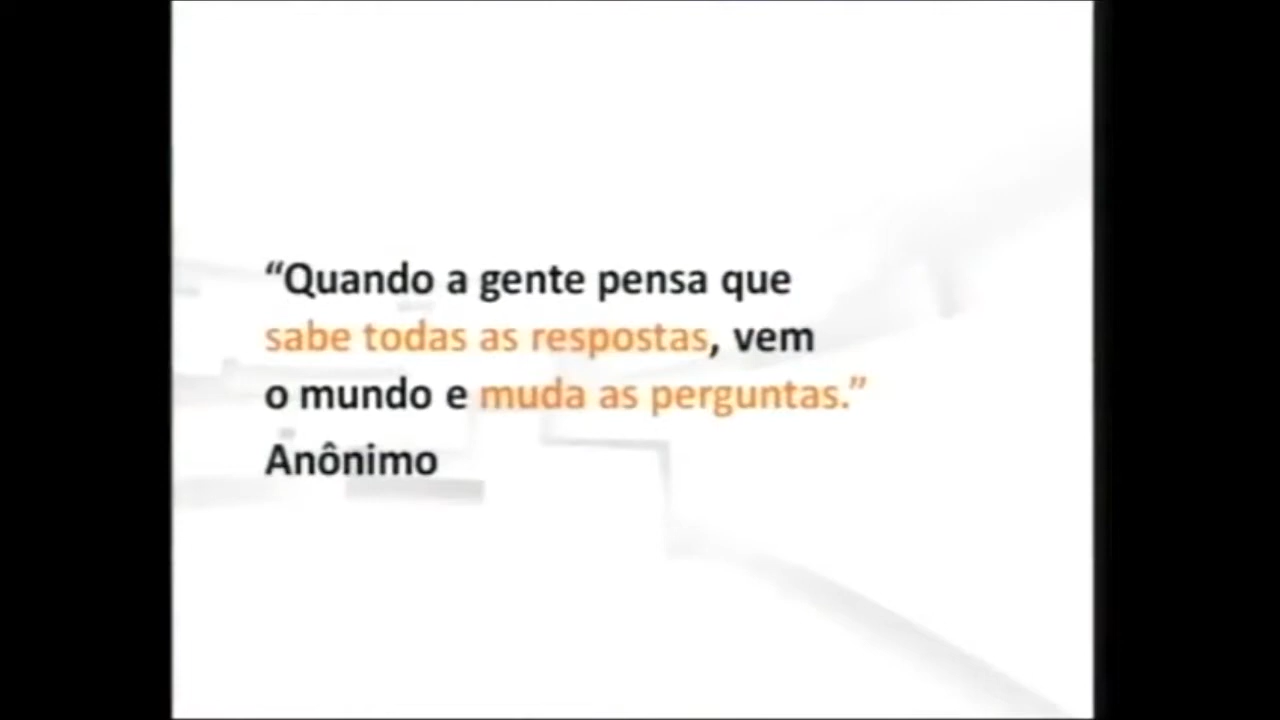 “Quando a gente pensa que
sabe todas as respostas, vem
o mundo e muda as perguntas.”
Anônimo